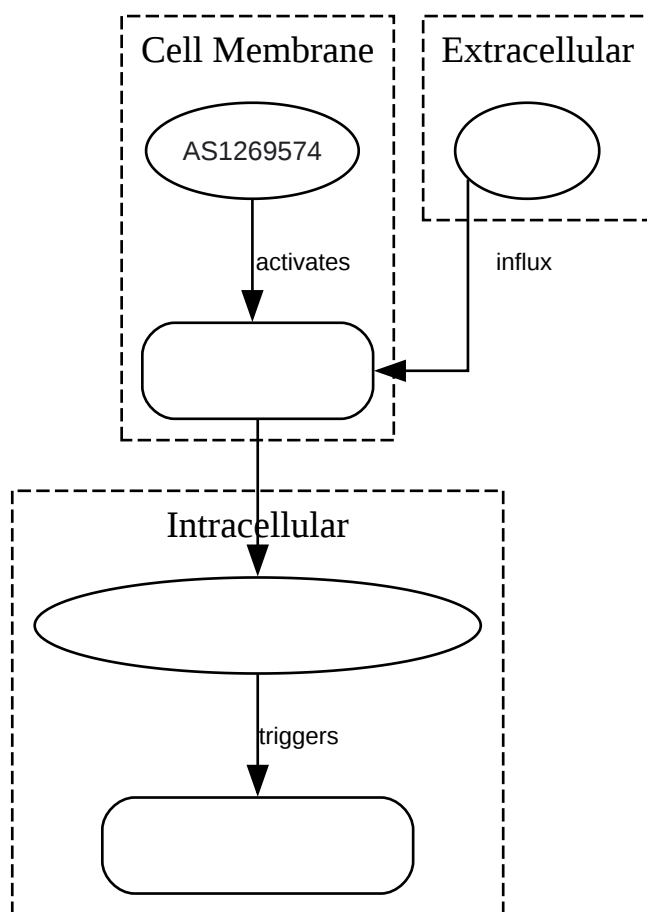 Cell Membrane
Extracellular
AS1269574
activates
influx
Intracellular
triggers